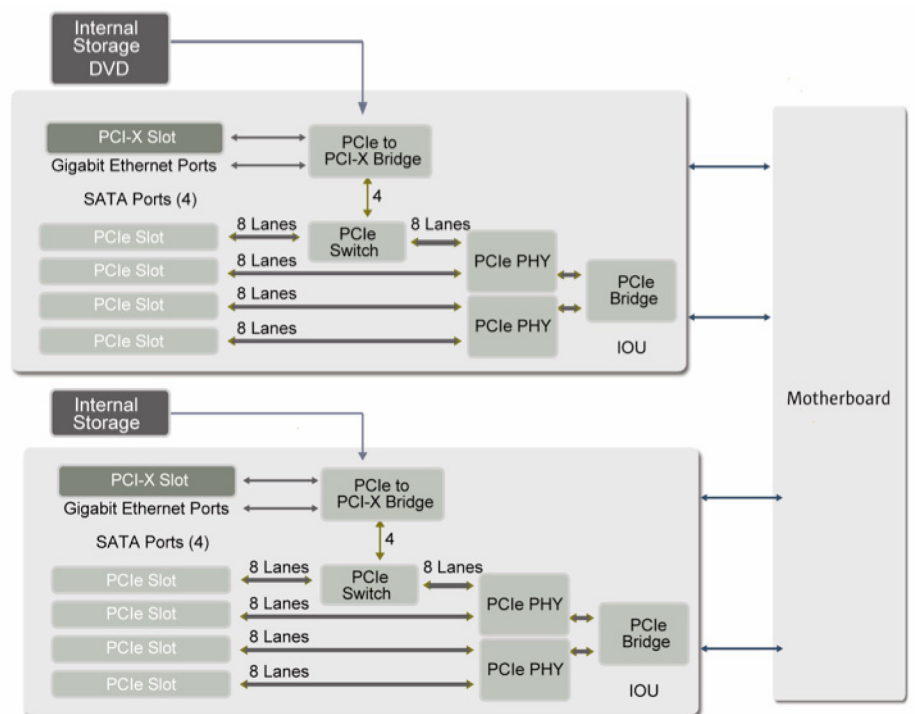 Internal
Storage
DVD
PCI-X Slot
PCIe to
PCI-X Bridge
Gigabit Ethernet Ports
4
SATA Ports (4)
8 Lanes
8 Lanes
PCIe Slot
PCIe
Switch
PCIe PHY
8 Lanes
PCIe Slot
PCIe
Bridge
8 Lanes
PCIe Slot
PCIe PHY
8 Lanes
PCIe Slot
IOU
Motherboard
Internal
Storage
PCI-X Slot
PCIe to
PCI-X Bridge
Gigabit Ethernet Ports
4
SATA Ports (4)
8 Lanes
8 Lanes
PCIe Slot
PCIe
Switch
PCIe PHY
8 Lanes
PCIe Slot
PCIe
Bridge
8 Lanes
PCIe Slot
PCIe PHY
8 Lanes
PCIe Slot
IOU